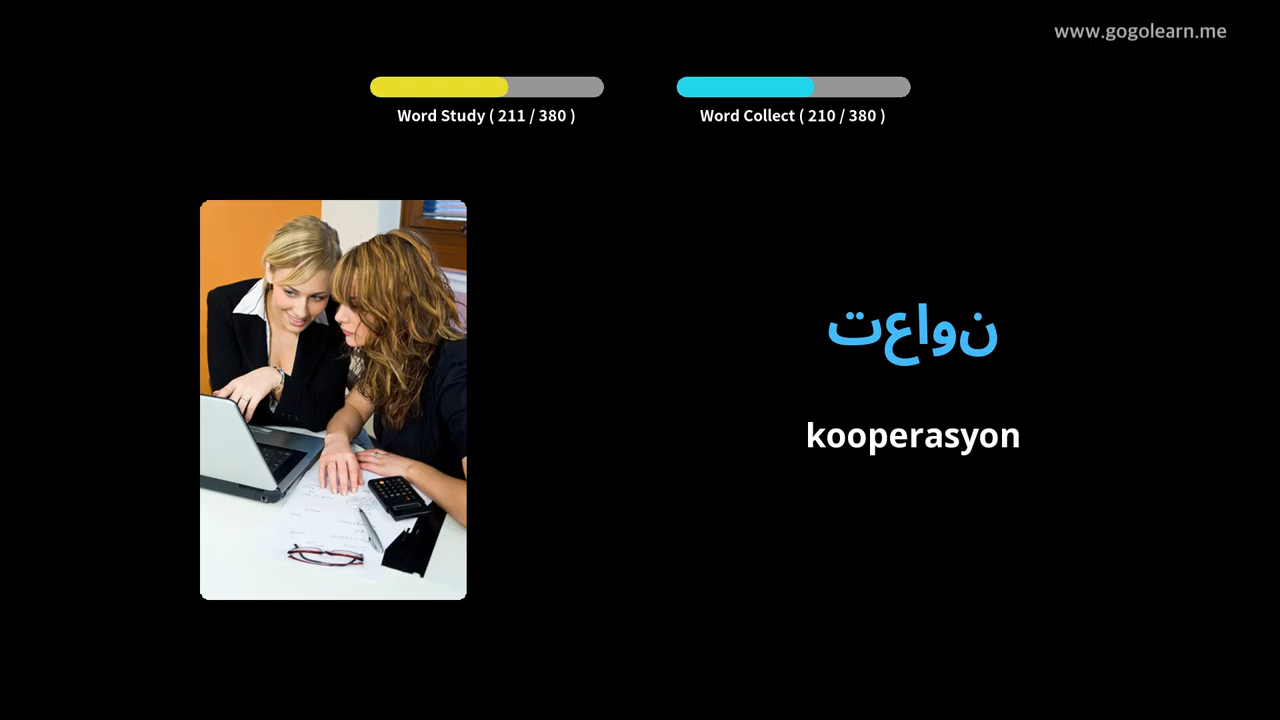 www.gogolearn.me
Word Study ( 211 / 380 )
Word Collect ( 210 / 380 )
تعاون
kooperasyon